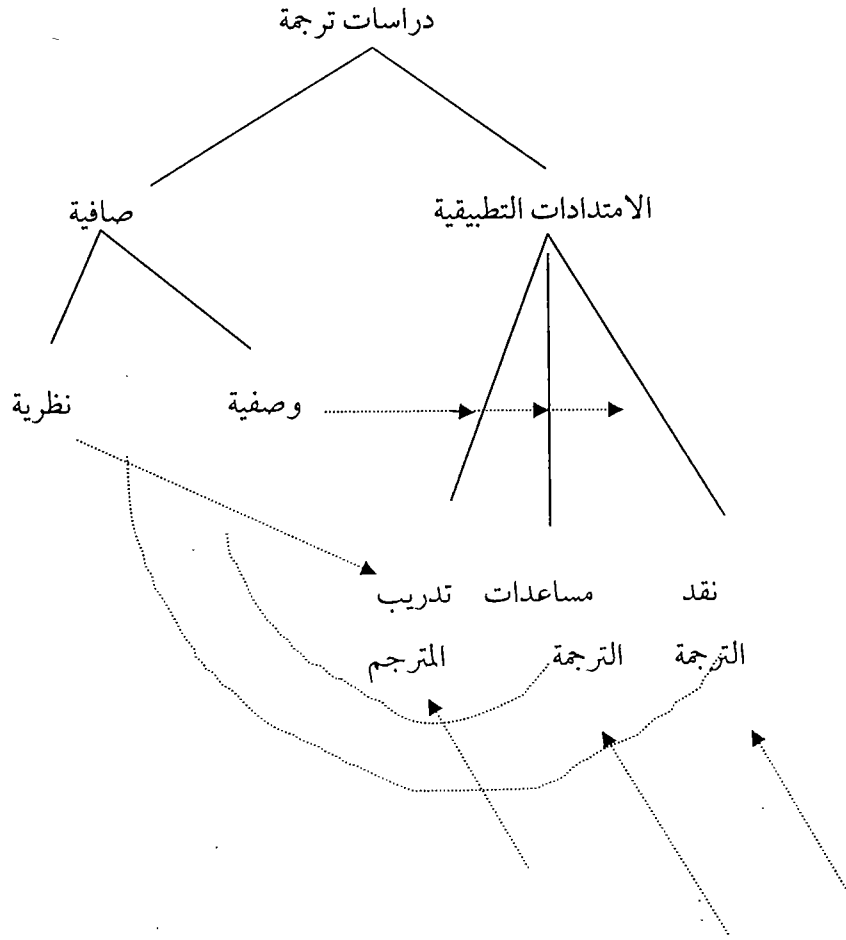 دراسات ترجمة
الامتدادات التطبيقية
صافية
وصفية
نظرية
نقد
الترجمة
مساعدات
الترجمة
تدريب
المترجم